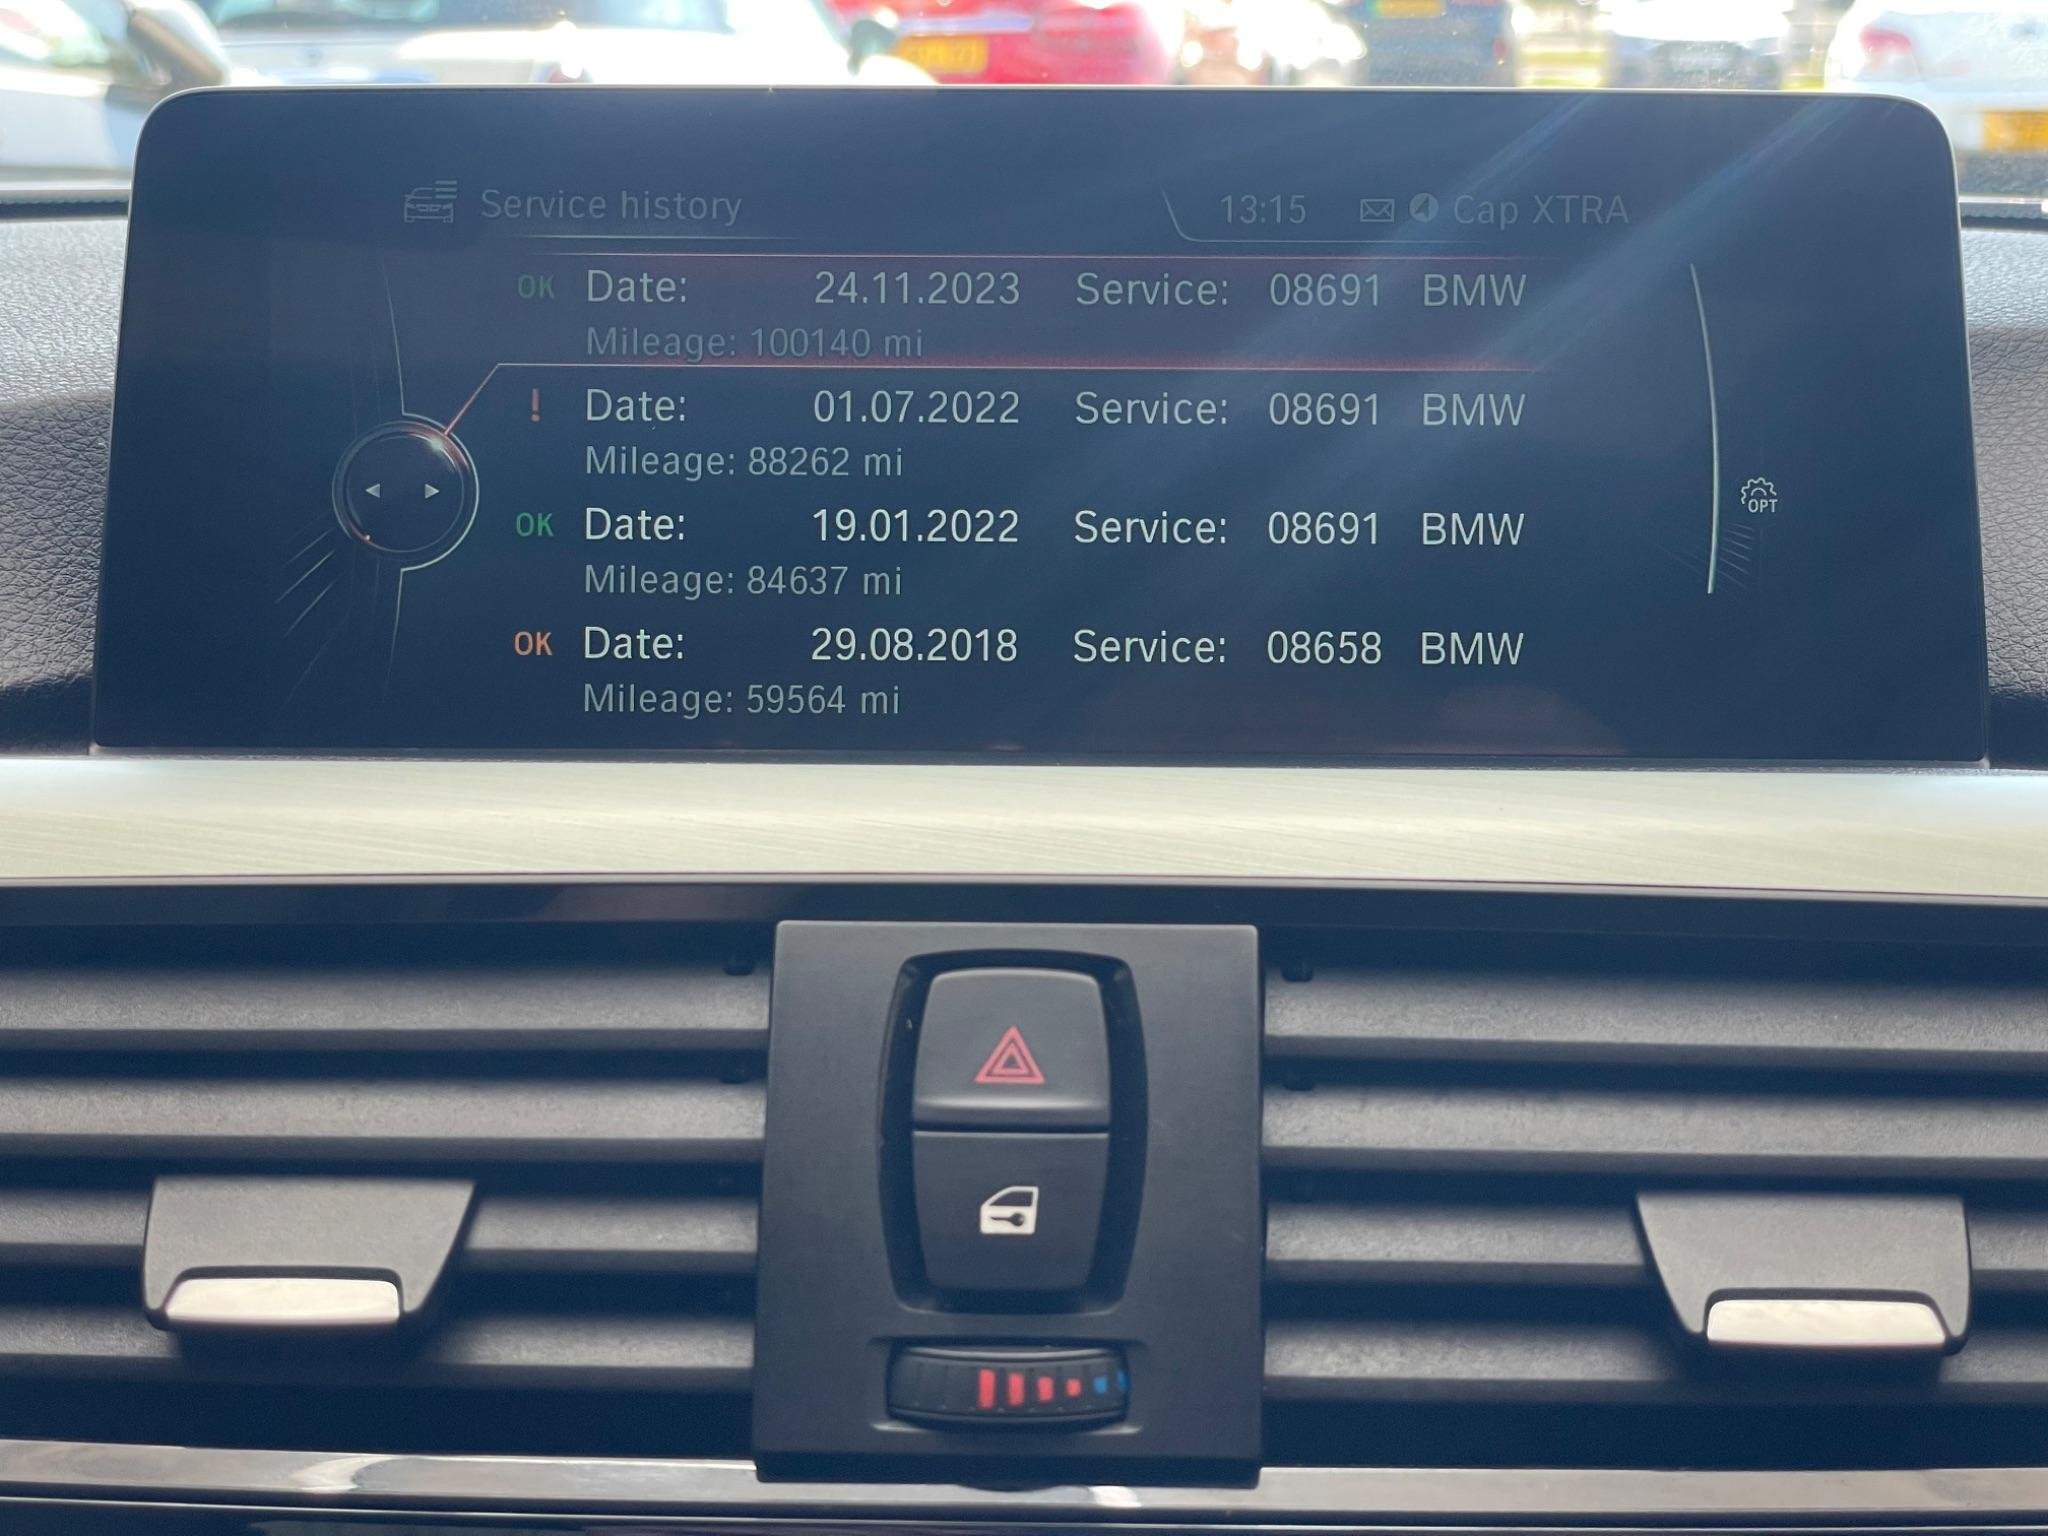 Service history
13:15 Cap XTRA
OK Date: 24.11.2023 Service: 08691 BMW
Mileage: 100140 mi
! Date: 01.07.2022 Service: 08691 BMW
Mileage: 88262 mi
OK Date: 19.01.2022 Service: 08691 BMW
Mileage: 84637 mi
OPT
OK Date: 29.08.2018 Service: 08658 BMW
Mileage: 59564 mi